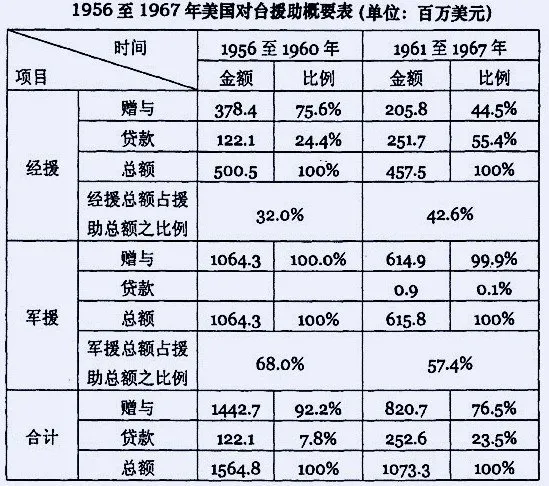 1956 至 1967 年美国对台援助概要表 (单位：百万美元)
时间 1956 至 1960 年 1961 至 1967 年
项目 金额 比例 金额 比例
经援
赠与 378.4 75.6% 205.8 44.5%
贷款 122.1 24.4% 251.7 55.4%
总额 500.5 100% 457.5 100%
经援总额占援
助总额之比例 32.0% 42.6%
军援
赠与 1064.3 100.0% 614.9 99.9%
贷款 0.9 0.1%
总额 1064.3 100% 615.8 100%
军援总额占援
助总额之比例 68.0% 57.4%
合计
赠与 1442.7 92.2% 820.7 76.5%
贷款 122.1 7.8% 252.6 23.5%
总额 1564.8 100% 1073.3 100%